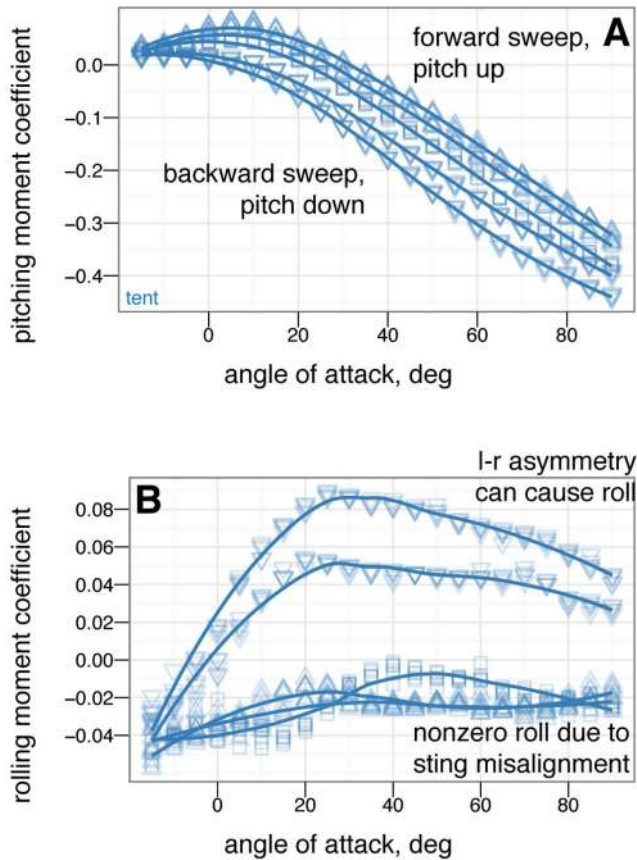 A
forward sweep,
pitch up
backward sweep,
pitch down
tent
pitching moment coefficient
0.0
−0.1
−0.2
−0.3
−0.4
0 20 40 60 80
angle of attack, deg
B
l-r asymmetry
can cause roll
nonzero roll due to
sting misalignment
rolling moment coefficient
0.08
0.06
0.04
0.02
0.00
−0.02
−0.04
0 20 40 60 80
angle of attack, deg